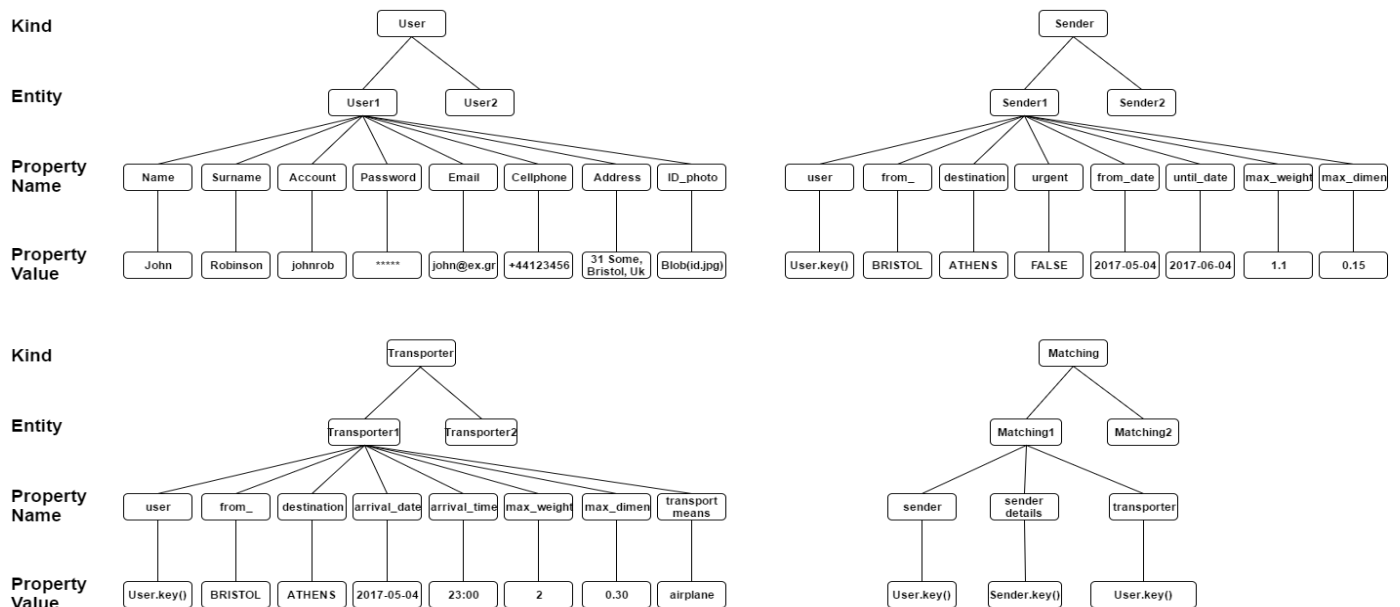 Kind
User
Sender
Entity
User1
User2
Sender1
Sender2
Property
Name
Name
Surname
Account
Password
Email
Cellphone
Address
ID_photo
user
from_
destination
urgent
from_date
until_date
max_weight
max_dimen
Property
Value
John
Robinson
johnrob
*****
john@ex.gr
+44123456
31 Some,
Bristol, Uk
Blob(id.jpg)
User.key()
BRISTOL
ATHENS
FALSE
2017-05-04
2017-06-04
1.1
0.15
Kind
Transporter
Matching
Entity
Transporter1
Transporter2
Matching1
Matching2
Property
Name
user
from_
destination
arrival_date
arrival_time
max_weight
max_dimen
transport
means
sender
sender
details
transporter
Property
Value
User.key()
BRISTOL
ATHENS
2017-05-04
23:00
2
0.30
airplane
User.key()
Sender.key()
User.key()